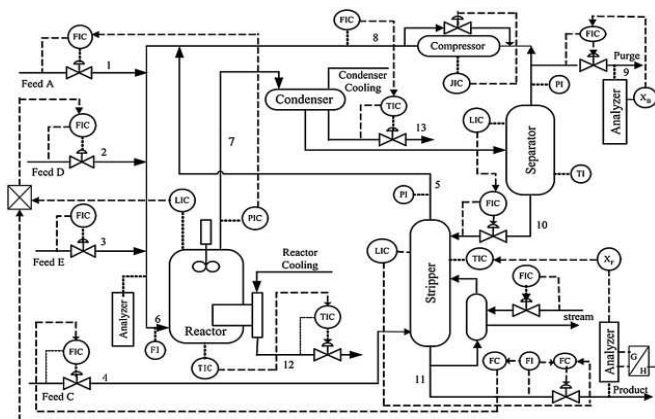 FIC
FIC
8
FIC
Compressor
Feed A
1
JIC
Condenser
Cooling
PI
Purge
9
Analyzer
X_B
FIC
Feed D
2
Condenser
TIC
13
LIC
Separator
TI
7
5
PI
FIC
10
LIC
PIC
FIC
Feed E
3
Reactor
Cooling
LIC
Stripper
TIC
X_F
FIC
stream
Analyzer
6
FI
Reactor
TIC
12
TIC
FIC
Feed C
4
11
FC
FI
FC
Analyzer
G
H
Product